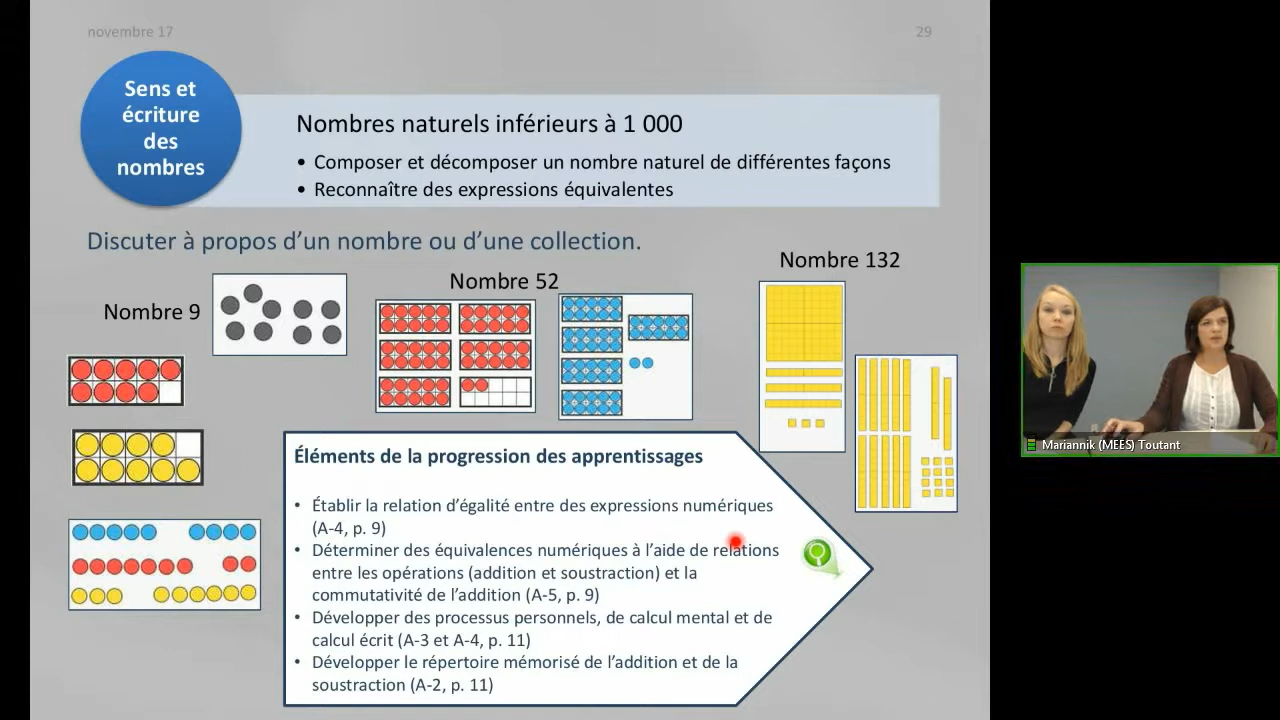 novembre 17
29
Sens et
écriture
des
nombres
Nombres naturels inférieurs à 1 000
• Composer et décomposer un nombre naturel de différentes façons
• Reconnaître des expressions équivalentes
Discuter à propos d’un nombre ou d’une collection.
Nombre 132
Nombre 52
Nombre 9
Éléments de la progression des apprentissages
• Établir la relation d’égalité entre des expressions numériques
(A-4, p. 9)
• Déterminer des équivalences numériques à l’aide de relations
entre les opérations (addition et soustraction) et la
commutativité de l’addition (A-5, p. 9)
• Développer des processus personnels, de calcul mental et de
calcul écrit (A-3 et A-4, p. 11)
• Développer le répertoire mémorisé de l’addition et de la
soustraction (A-2, p. 11)
Mariannik (MEES) Toutant